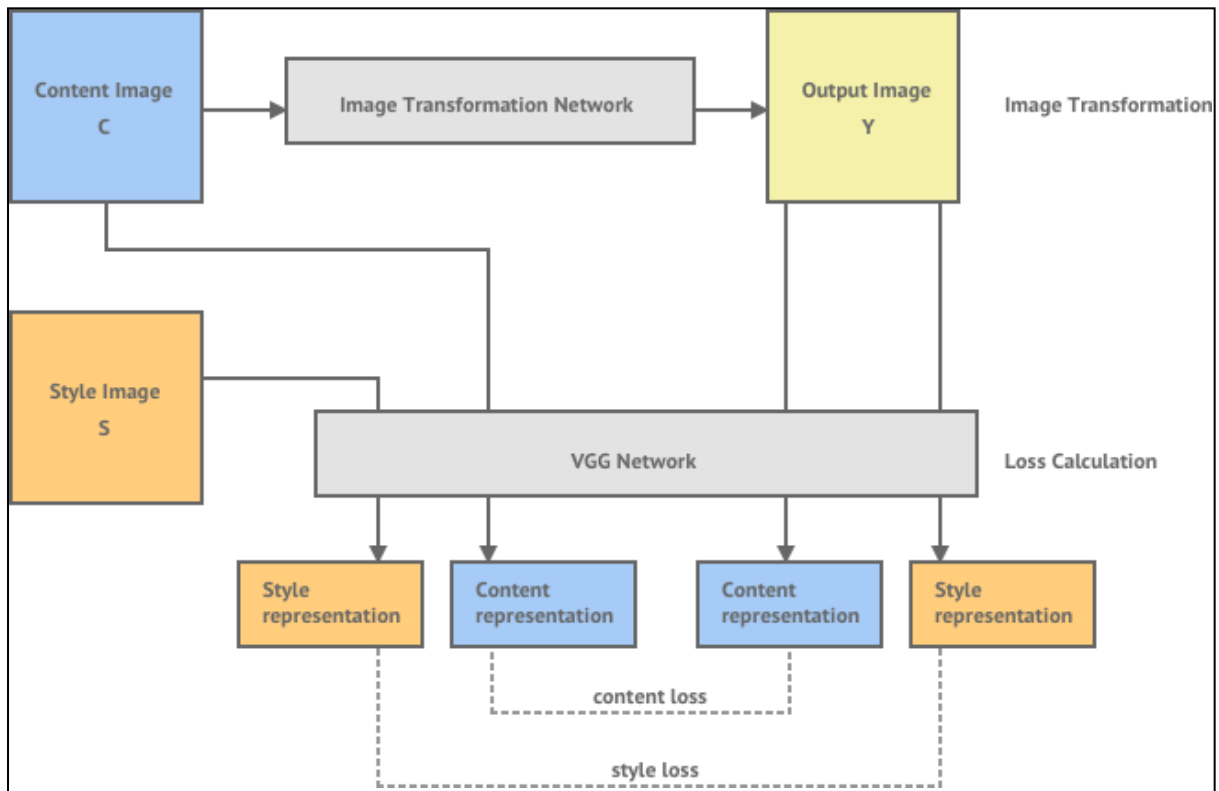 Content Image
C
Image Transformation Network
Output Image
Y
Image Transformation
Style Image
S
VGG Network
Loss Calculation
Style
representation
Content
representation
Content
representation
Style
representation
content loss
style loss